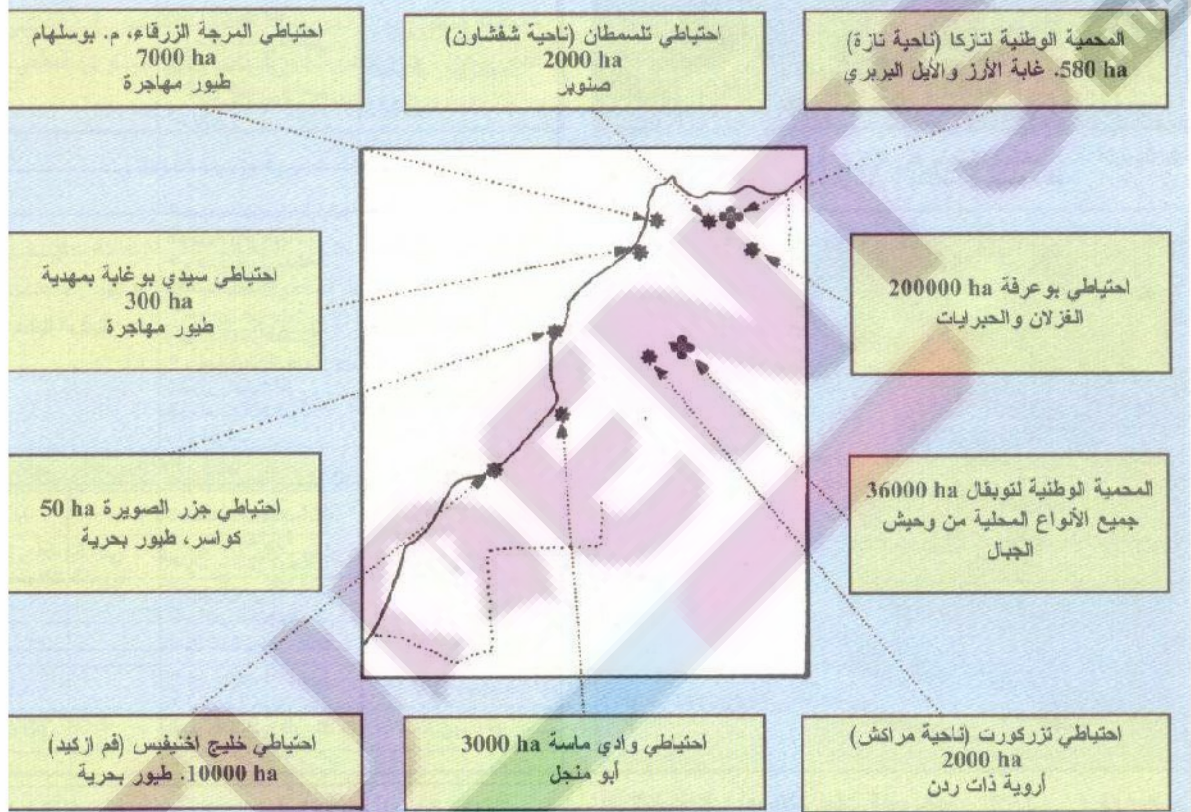 المحمية الوطنية لتازكا (ناحية تازة)
580 ha. غابة الأرز والأيل البربري
احتياطي تلسمطان (ناحية شفشاون)
2000 ha
صنوبر
احتياطي المرجة الزرقاء، م. بوسلهام
7000 ha
طيور مهاجرة
احتياطي بوعرفة 200000 ha
الغزلان والحبرايات
احتياطي سيدي بوغابة بمهدية
300 ha
طيور مهاجرة
المحمية الوطنية لتوبقال 36000 ha
جميع الأنواع المحلية من وحيش
الجبال
احتياطي جزر الصويرة 50 ha
كواسر، طيور بحرية
احتياطي تزركورت (ناحية مراكش)
2000 ha
أروية ذات ردن
احتياطي وادي ماسة 3000 ha
أبو منجل
احتياطي خليج اخنيفيس (فم ازكيد)
10000 ha. طيور بحرية